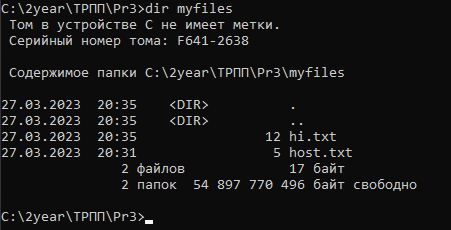 C:\2year\ТРПП\Pr3>dir myfiles
Том в устройстве C не имеет метки.
Серийный номер тома: F641-2638
Содержимое папки C:\2year\ТРПП\Pr3\myfiles
27.03.2023  20:35    <DIR>          .
27.03.2023  20:35    <DIR>          ..
27.03.2023  20:35                12 hi.txt
27.03.2023  20:31                 5 host.txt
2 файлов             17 байт
2 папок  54 897 770 496 байт свободно
C:\2year\ТРПП\Pr3>